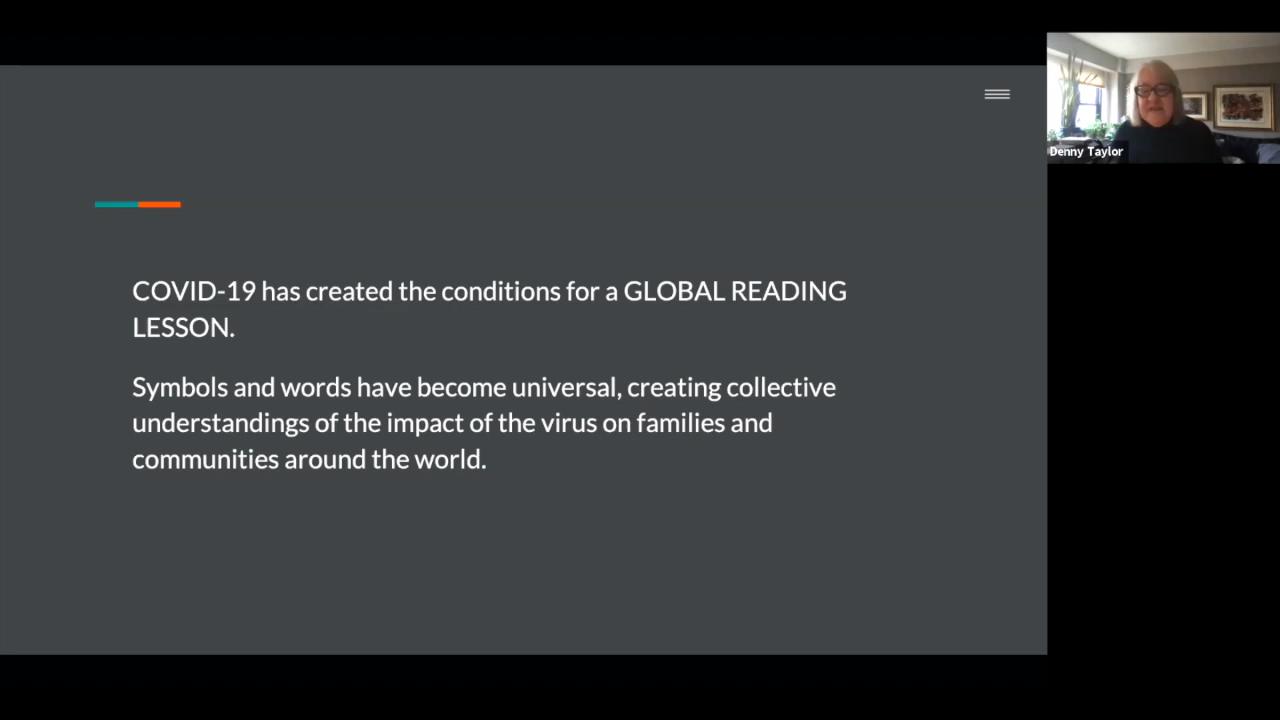 COVID-19 has created the conditions for a GLOBAL READING
LESSON.
Symbols and words have become universal, creating collective
understandings of the impact of the virus on families and
communities around the world.
Denny Taylor